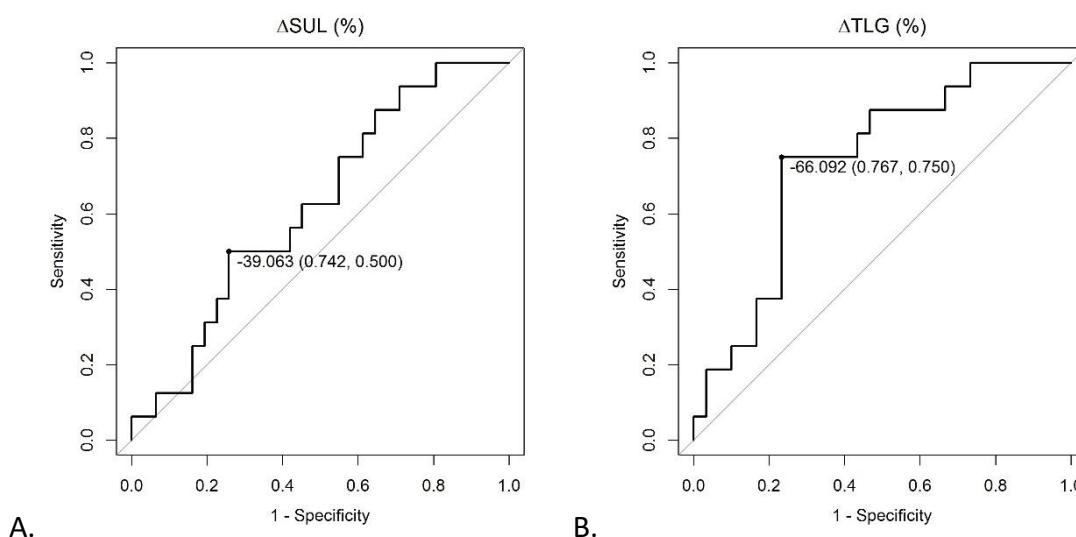 ΔSUL (%)
1.0
0.8
0.6
0.4
0.2
0.0
Sensitivity
-39.063 (0.742, 0.500)
0.0 0.2 0.4 0.6 0.8 1.0
1 - Specificity
A.
ΔTLG (%)
1.0
0.8
0.6
0.4
0.2
0.0
Sensitivity
-66.092 (0.767, 0.750)
0.0 0.2 0.4 0.6 0.8 1.0
1 - Specificity
B.